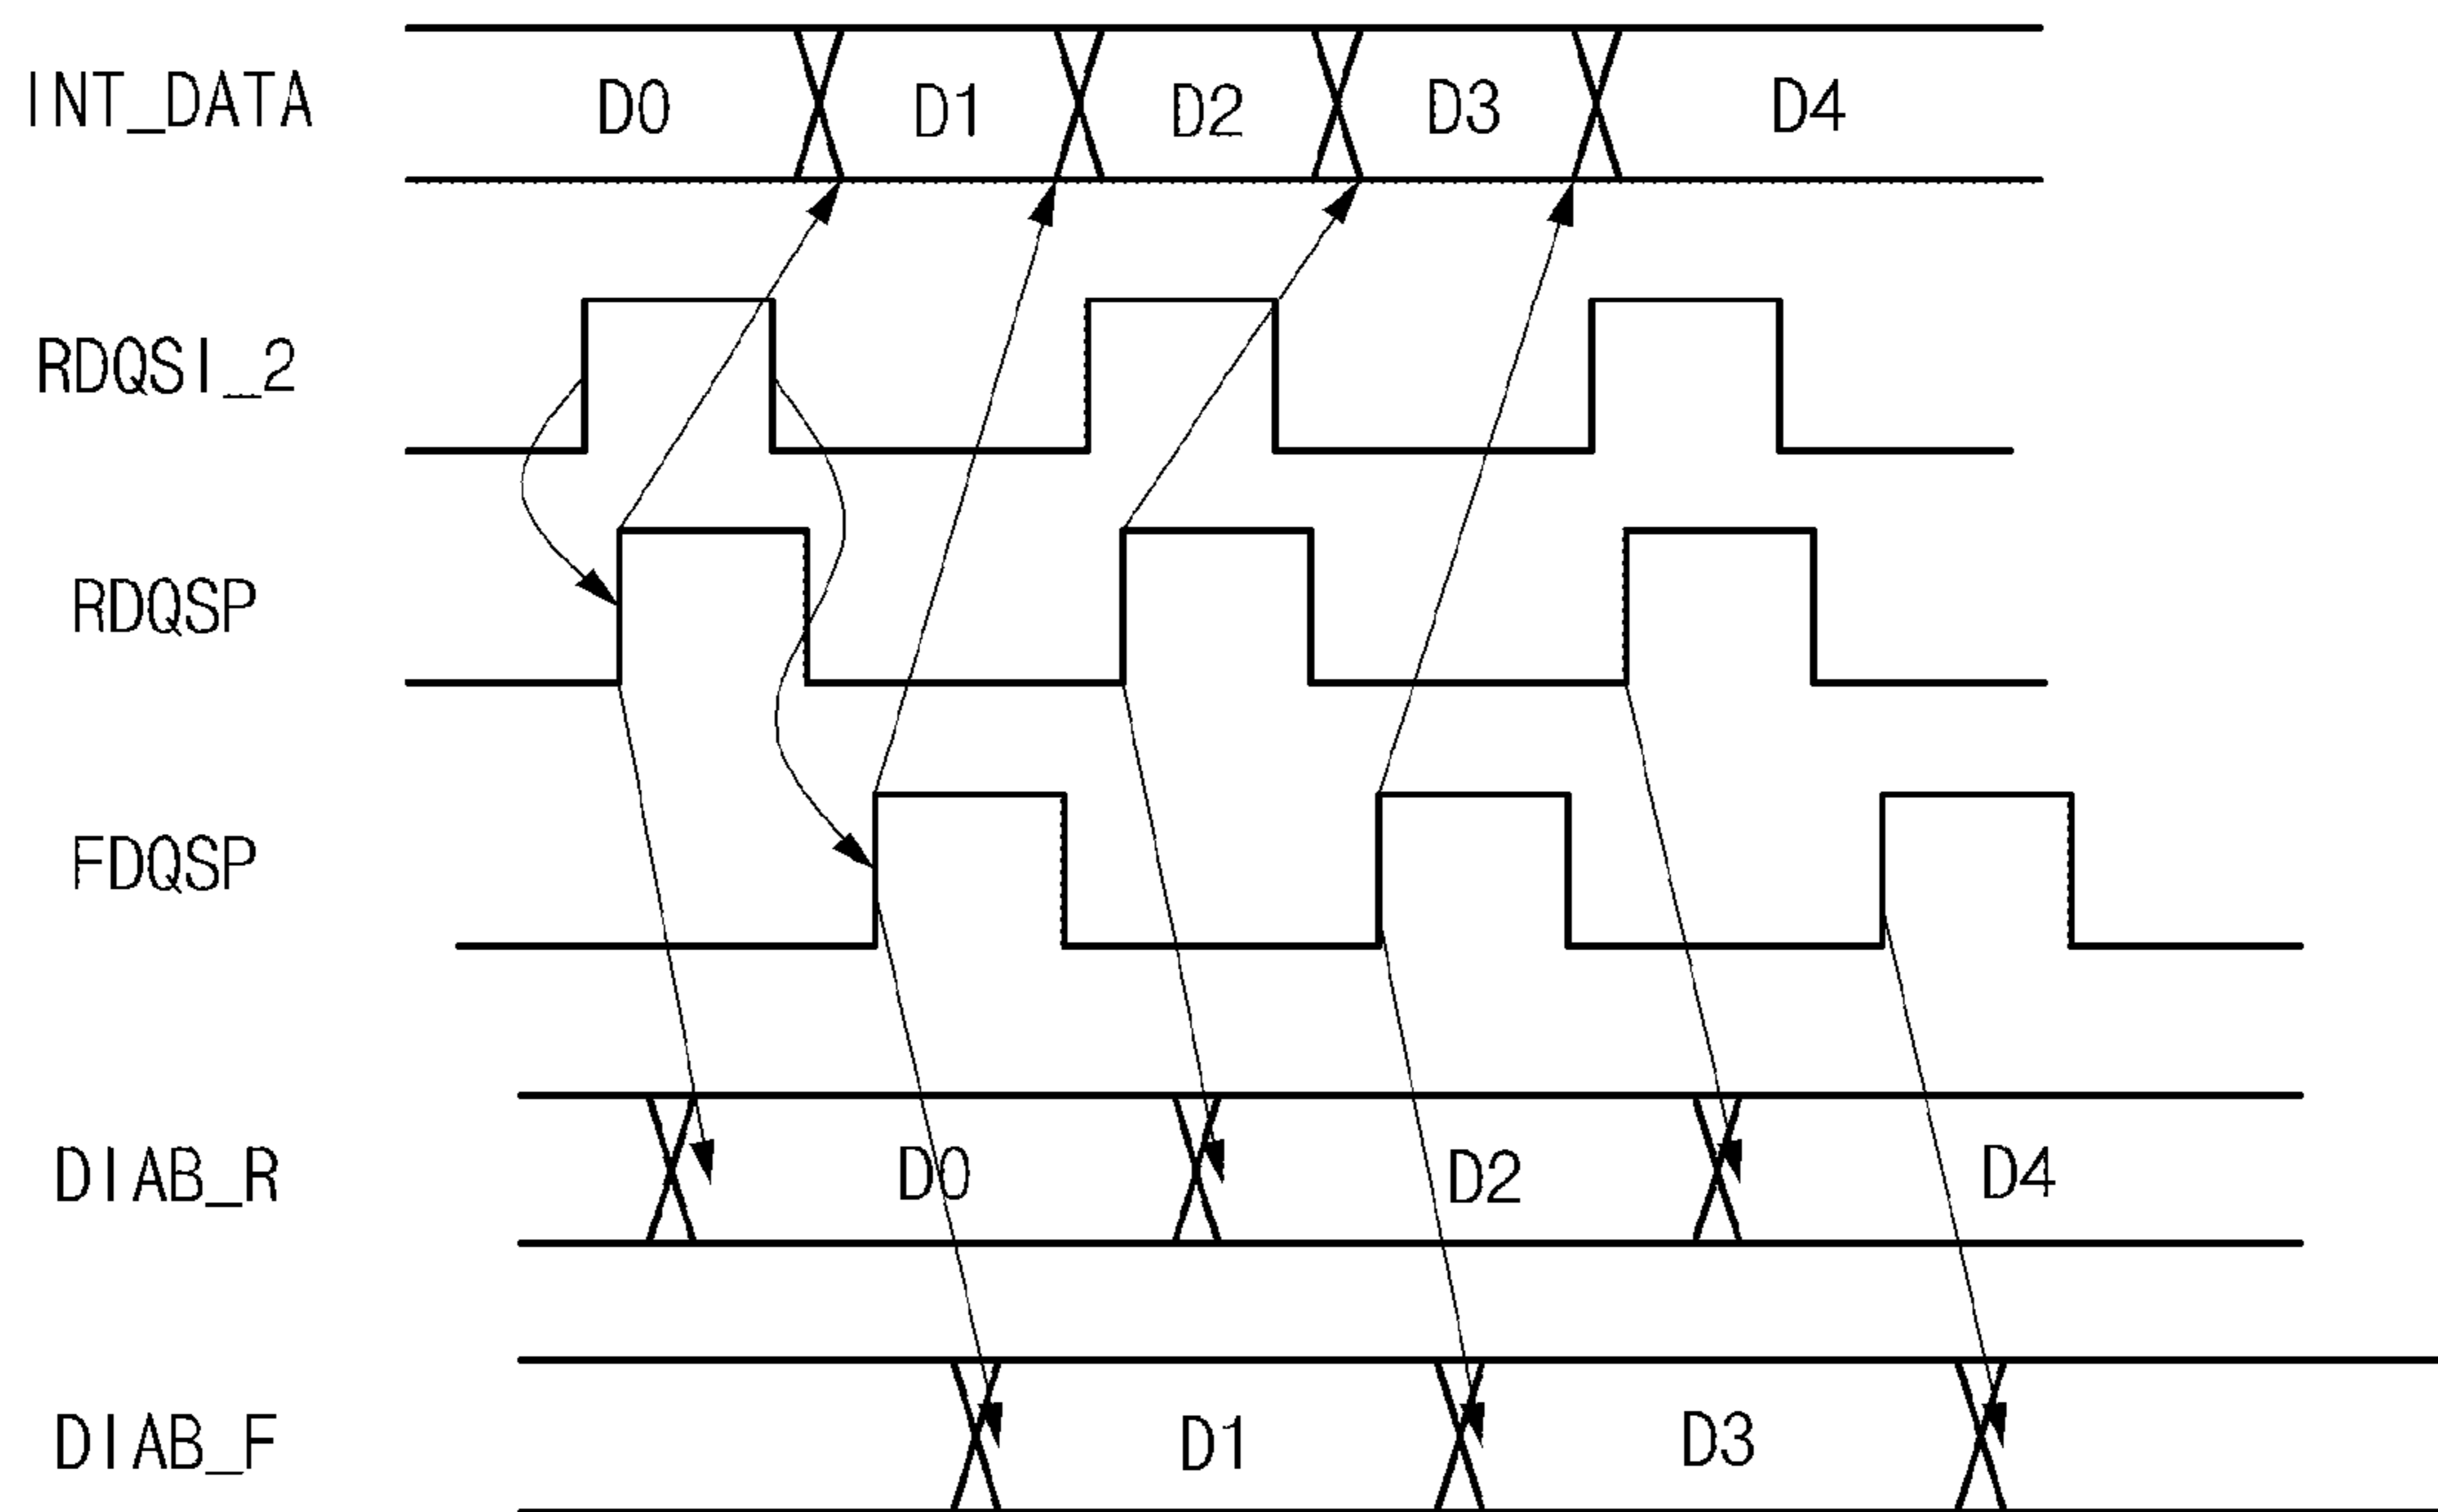 INT_DATA D0 D1 D2 D3 D4
RDQSI_2
RDQSP
FDQSP
DIAB_R D0 D2 D4
DIAB_F D1 D3